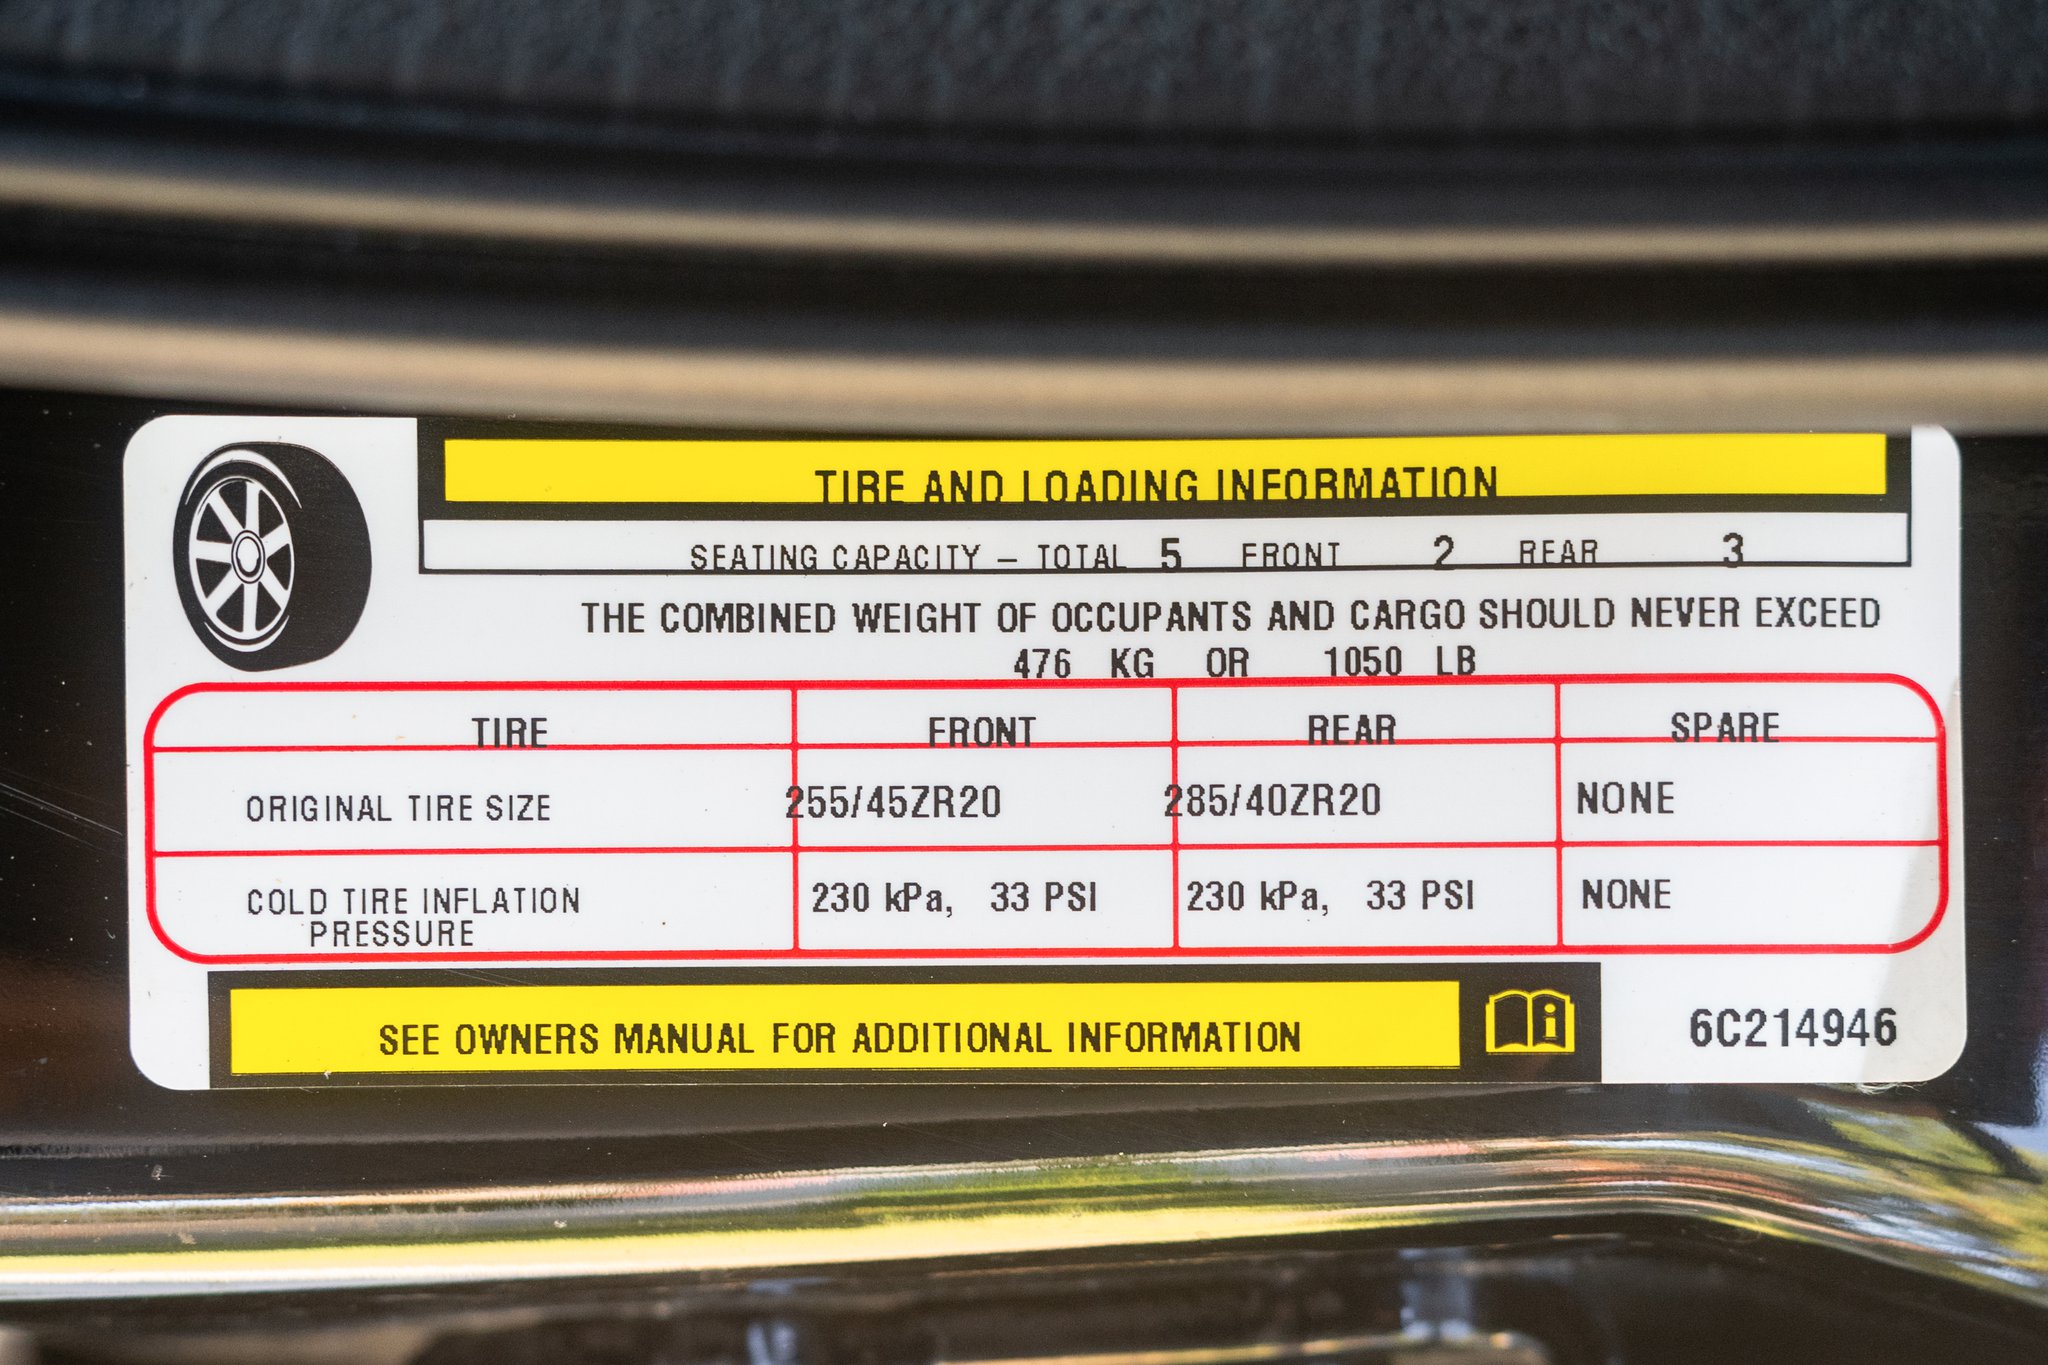 TIRE AND LOADING INFORMATION
SEATING CAPACITY – TOTAL 5 FRONT 2 REAR 3
THE COMBINED WEIGHT OF OCCUPANTS AND CARGO SHOULD NEVER EXCEED
476 KG OR 1050 LB
TIRE FRONT REAR SPARE
ORIGINAL TIRE SIZE 255/45ZR20 285/40ZR20 NONE
COLD TIRE INFLATION 230 kPa, 33 PSI 230 kPa, 33 PSI NONE
PRESSURE
SEE OWNERS MANUAL FOR ADDITIONAL INFORMATION 6C214946